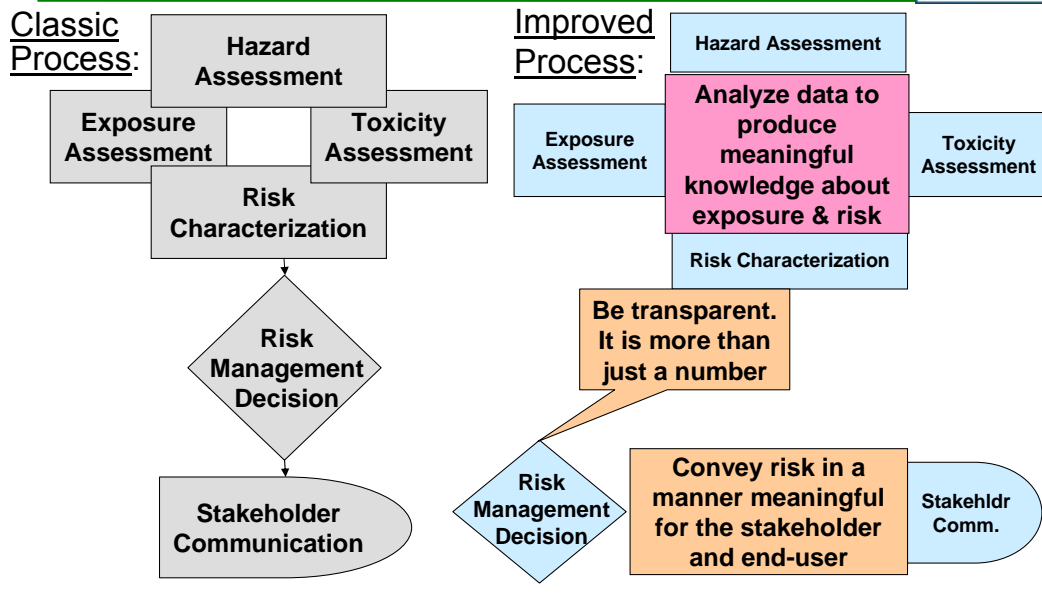 Classic
Process:
Hazard
Assessment
Exposure
Assessment
Toxicity
Assessment
Risk
Characterization
Risk
Management
Decision
Stakeholder
Communication
Improved
Process:
Hazard Assessment
Analyze data to
produce
meaningful
knowledge about
exposure & risk
Exposure
Assessment
Toxicity
Assessment
Risk Characterization
Be transparent.
It is more than
just a number
Risk
Management
Decision
Convey risk in a
manner meaningful
for the stakeholder
and end-user
Stakehldr
Comm.